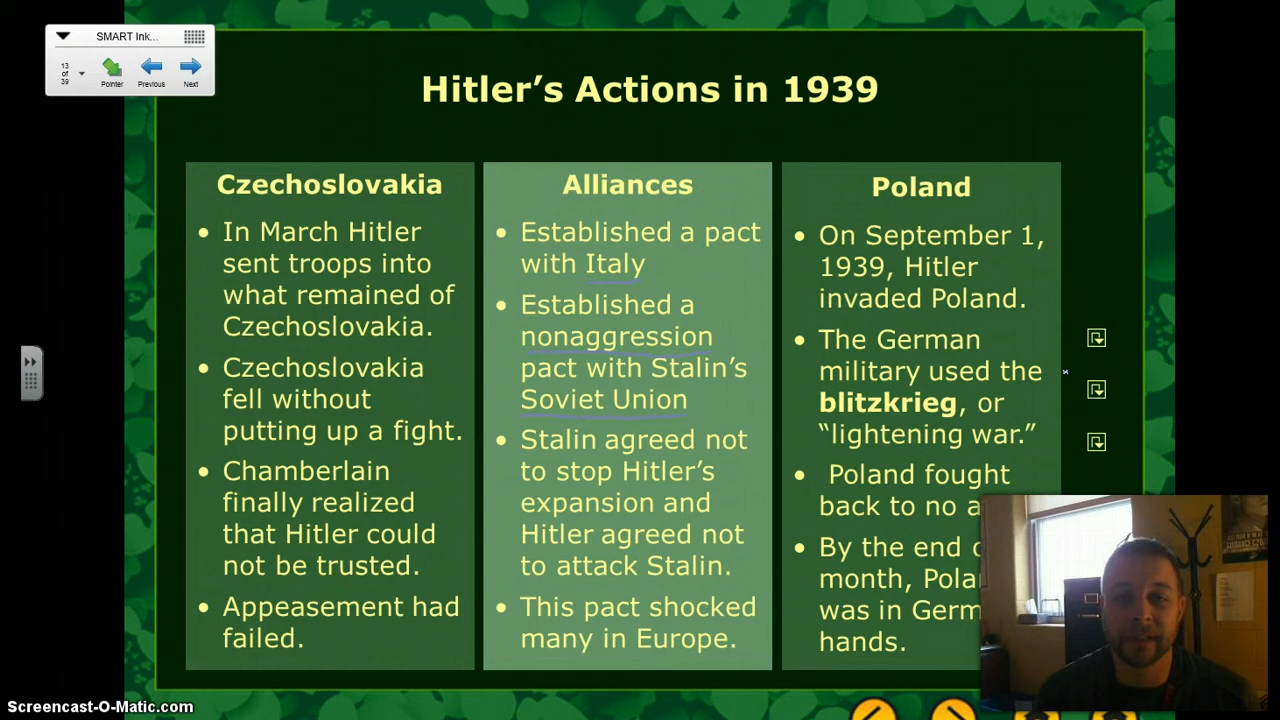 SMART Ink...
13
of
39
Pointer
Previous
Next
Hitler’s Actions in 1939
Czechoslovakia
• In March Hitler
sent troops into
what remained of
Czechoslovakia.
• Czechoslovakia
fell without
putting up a fight.
• Chamberlain
finally realized
that Hitler could
not be trusted.
• Appeasement had
failed.
Alliances
• Established a pact
with Italy
• Established a
nonaggression
pact with Stalin’s
Soviet Union
• Stalin agreed not
to stop Hitler’s
expansion and
Hitler agreed not
to attack Stalin.
• This pact shocked
many in Europe.
Poland
• On September 1,
1939, Hitler
invaded Poland.
• The German
military used the
blitzkrieg, or
“lightening war.”
• Poland fought
back to no
• By the end
month,
was in
hands.
Screencast-O-Matic.com